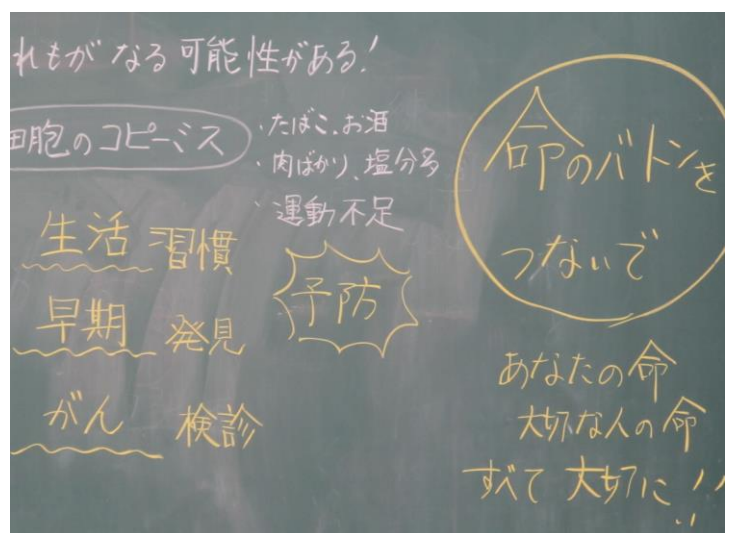 れもがなる可能性がある!
胞のコピーミス
・たばこ、お酒
・肉ばかり、塩分多
・運動不足
生活 習慣
早期 発見
がん 検診
予防
命のバトンを
つないで
あなたの命
大切な人の命
すべて 大切に!!